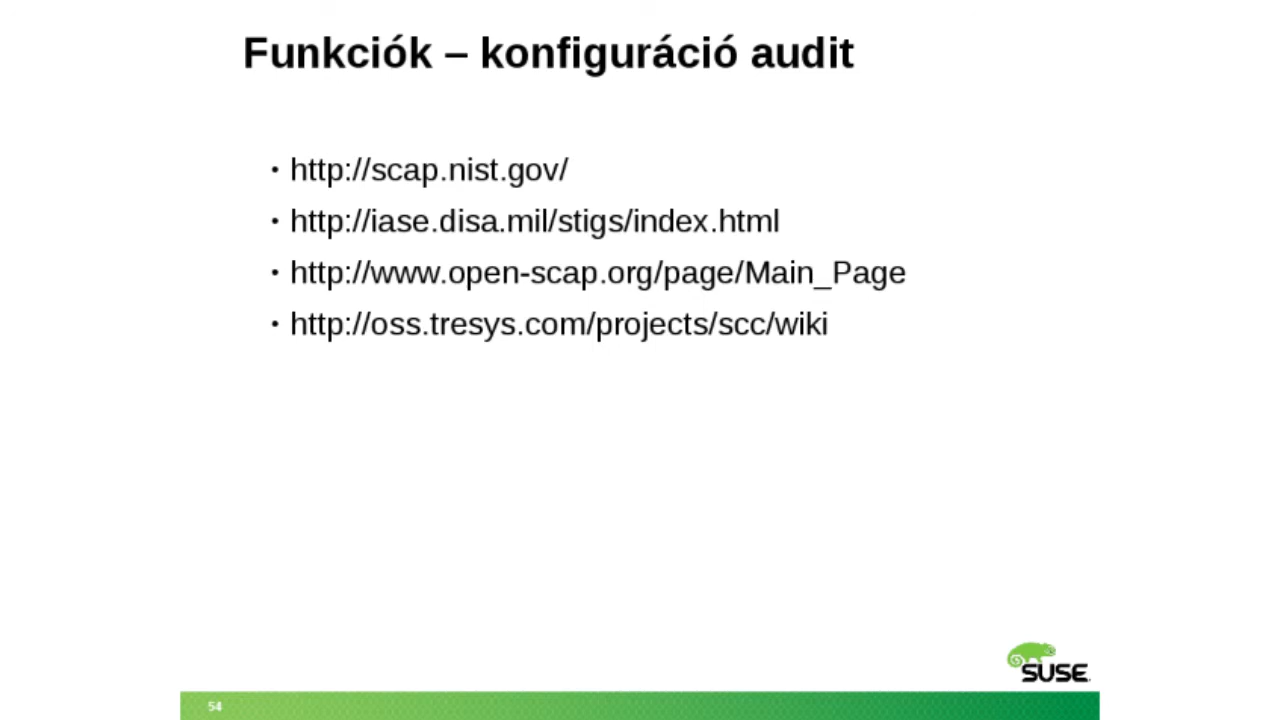 Funkciók – konfiguráció audit
• http://scap.nist.gov/
• http://iase.disa.mil/stigs/index.html
• http://www.open-scap.org/page/Main_Page
• http://oss.tresys.com/projects/scc/wiki
SUSE
54